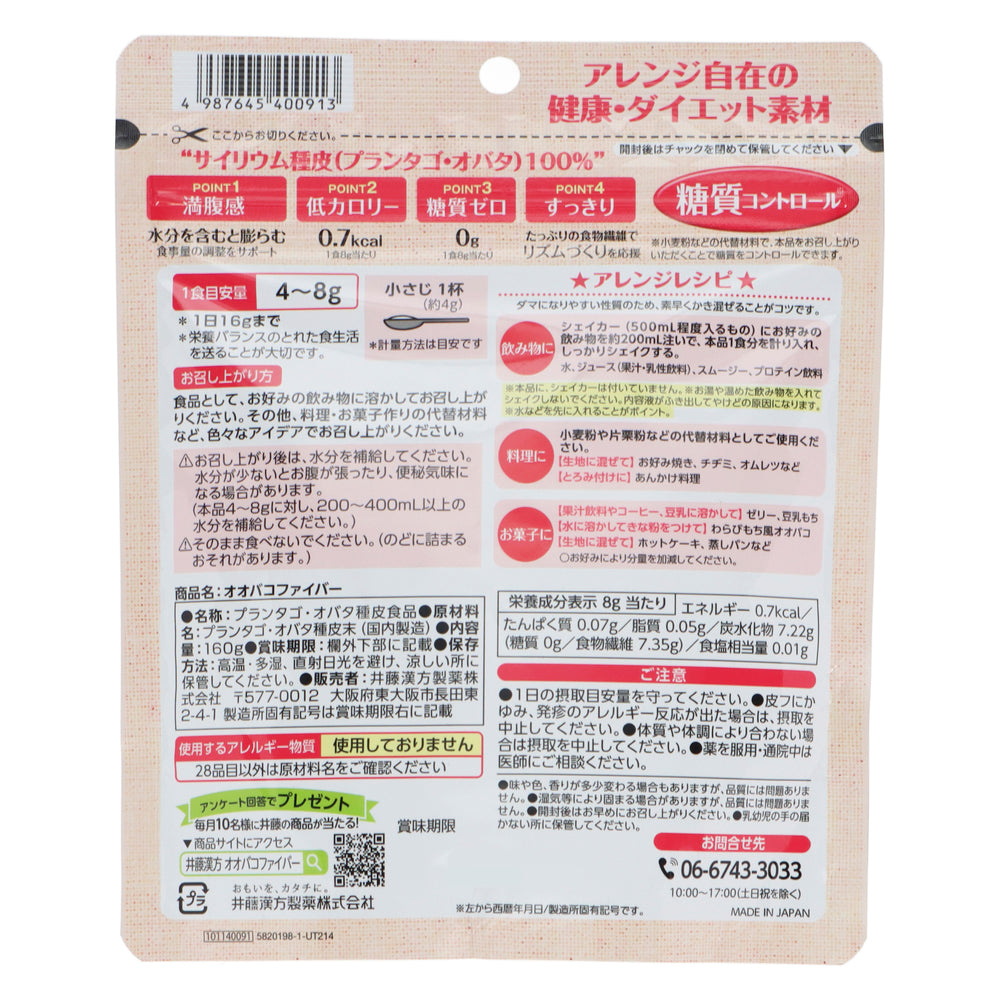 4 987645 400913
アレンジ自在の
健康・ダイエット素材
ここからお切りください。
開封後はチャックを閉めて保管してください
"サイリウム種皮(プランタゴ・オバタ)100%"
POINT1
満腹感
水分を含むと膨らむ
食事量の調整をサポート
POINT2
低カロリー
0.7kcal
1食8g当たり
POINT3
糖質ゼロ
0g
1食8g当たり
POINT4
すっきり
たっぷりの食物繊維で
リズムづくりを応援
糖質コントロール
※小麦粉などの代替材料で、本品をお召し上がり
いただくことで糖質をコントロールできます。
1食目安量 4〜8g
*1日16gまで
*栄養バランスのとれた食生活
を送ることが大切です。
小さじ1杯
(約4g)
*計量方法は目安です
お召し上がり方
食品として、お好みの飲み物に溶かしてお召し上が
りください。その他、料理・お菓子作りの代替材料
など、色々なアイデアでお召し上がりください。
⚠お召し上がり後は、水分を補給してください。
水分が少ないとお腹が張ったり、便秘気味に
なる場合があります。
(本品4〜8gに対し、200〜400mL以上の
水分を補給してください。)
⚠そのまま食べないでください。(のどに詰まる
おそれがあります。)
★アレンジレシピ★
ダマになりやすい性質のため、素早くかき混ぜることがコツです。
飲み物に
シェイカー(500mL程度入るもの)にお好みの
飲み物を約200mL注いで、本品1食分を計り入れ、
しっかりシェイクする。
水、ジュース(果汁・乳性飲料)、スムージー、プロテイン飲料
※本品に、シェイカーは付いていません。※お湯や温めた飲み物を入れて
シェイクしないでください。内容液がふき出してやけどの原因になります。
※水などを先に入れることがポイント。
料理に
小麦粉や片栗粉などの代替材料としてご使用くだ
さい。
【生地に混ぜて】お好み焼き、チヂミ、オムレツなど
【とろみ付けに】あんかけ料理
お菓子に
【果汁飲料やコーヒー、豆乳に溶かして】ゼリー、豆乳もち
【水に溶かしてきな粉をつけて】わらびもち風オオバコ
【生地に混ぜて】ホットケーキ、蒸しパンなど
○お好みにより分量を加減してください。
商品名:オオバコファイバー
●名称:プランタゴ・オバタ種皮食品●原材料
名:プランタゴ・オバタ種皮末(国内製造)●内容
量:160g●賞味期限:欄外下部に記載●保存
方法:高温・多湿、直射日光を避け、涼しい所に
保管してください。●販売者:井藤漢方製薬株
式会社 〒577-0012 大阪府東大阪市長田東
2-4-1 製造所固有記号は賞味期限右に記載
使用するアレルギー物質 使用しておりません
28品目以外は原材料名をご確認ください
栄養成分表示 8g 当たり エネルギー 0.7kcal/
たんぱく質 0.07g/脂質 0.05g/炭水化物 7.22g
(糖質 0g/食物繊維 7.35g)/食塩相当量 0.01g
ご注意
●1日の摂取目安量を守ってください。●皮フにか
ゆみ、発疹のアレルギー反応が出た場合は、摂取を
中止してください。●体質や体調により合わない場
合は摂取を中止してください。●薬を服用・通院中は
医師にご相談ください。
●味や色、香りが多少変わる場合もありますが、品質には問題ありま
せん。●湿気等により固まる場合がありますが、品質には問題ありま
せん。●開封後はお早めにお召し上がりください。●乳幼児の手の届
かない所に保管してください。
アンケート回答でプレゼント
毎月10名様に井藤の商品が当たる!
▼商品サイトにアクセス
井藤漢方 オオバコファイバー
賞味期限
お問合せ先
06-6743-3033
10:00〜17:00(土日祝を除く)
プラ
おもいを、カタチに。
井藤漢方製薬株式会社
※左から西暦年月日/製造所固有記号です。
MADE IN JAPAN
101140091 5820198-1-UT214